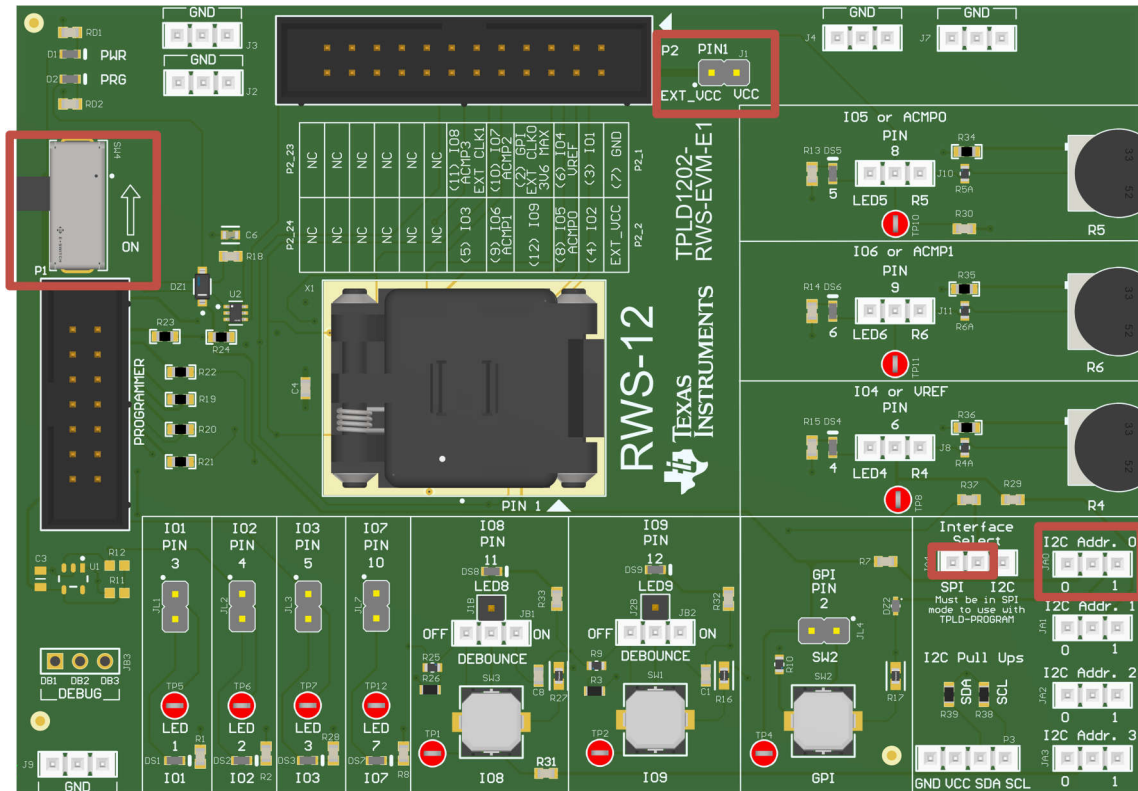 GND
J3
GND
J2
RD1
D1 PWR
D2 PRG
RD2
P2
PIN1 J1
EXT_VCC VCC
GND
J4
GND
J7
SW4
ON
P1
PROGRAMMER
C6
R18
DZ1
U2
R23
R24
R22
R19
R20
R21
P2_23
P2_24
NC
NC
NC
NC
NC
NC
NC
NC
NC
NC
(11) IO8
ACMP3
EXT CLK1
(10) IO7
ACMP2
(2) GPI
EXT CLK0
3V6 MAX
(6) IO4
VREF
(3) IO1
(7) GND
(5) IO3
(9) IO6
ACMP1
(12) IO9
(8) IO5
ACMP0
(4) IO2
EXT_VCC
P2_1
P2_2
TPLD1202-
RWS-EVM-E1
X1
C4
RWS-12
TEXAS
INSTRUMENTS
PIN 1
IO5 or ACMP0
PIN
8
R13 DS5
5
LED5 R5
J10
R34
R5A
TP10
R30
33
52
R5
IO6 or ACMP1
PIN
9
R14 DS6
6
LED6 R6
J11
R35
R6A
TP11
33
52
R6
IO4 or VREF
PIN
6
R15 DS4
4
LED4 R4
J8
R36
R4A
TP8
R37
R29
33
52
R4
C3
U1
R12
R11
JB3
DB1 DB2 DB3
DEBUG
J9
GND
IO1
PIN
3
JL1
TP5
LED
1
DS1
R1
IO1
IO2
PIN
4
JL2
TP6
LED
2
DS2
R2
IO2
IO3
PIN
5
JL3
TP7
LED
3
DS3
R28
IO3
IO7
PIN
10
JL7
TP12
LED
7
DS7
R8
IO7
IO8
PIN
11
DS8
LED8
J1B
R33
JB1
OFF ON
DEBOUNCE
R25
R26
SW3
C8
R27
TP1
R31
IO8
IO9
PIN
12
DS9
LED9
J2B
R32
JB2
OFF ON
DEBOUNCE
R9
R3
SW1
C1
R16
TP2
IO9
R7
GPI
PIN
2
DZ2
JL4
SW2
R10
SW2
R17
TP4
GPI
Interface
Select
SPI I2C
Must be in SPI
mode to use with
TPLD-PROGRAM
I2C Pull Ups
SDA
SCL
R39
R38
P3
GND VCC SDA SCL
I2C Addr. 0
JA0
0 1
I2C Addr. 1
JA1
0 1
I2C Addr. 2
JA2
0 1
I2C Addr. 3
JA3
0 1